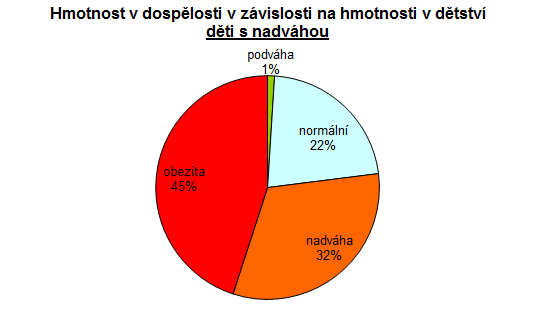 Hmotnost v dospělosti v závislosti na hmotnosti v dětství
děti s nadváhou
podváha
1%
normální
22%
obezita
45%
nadváha
32%